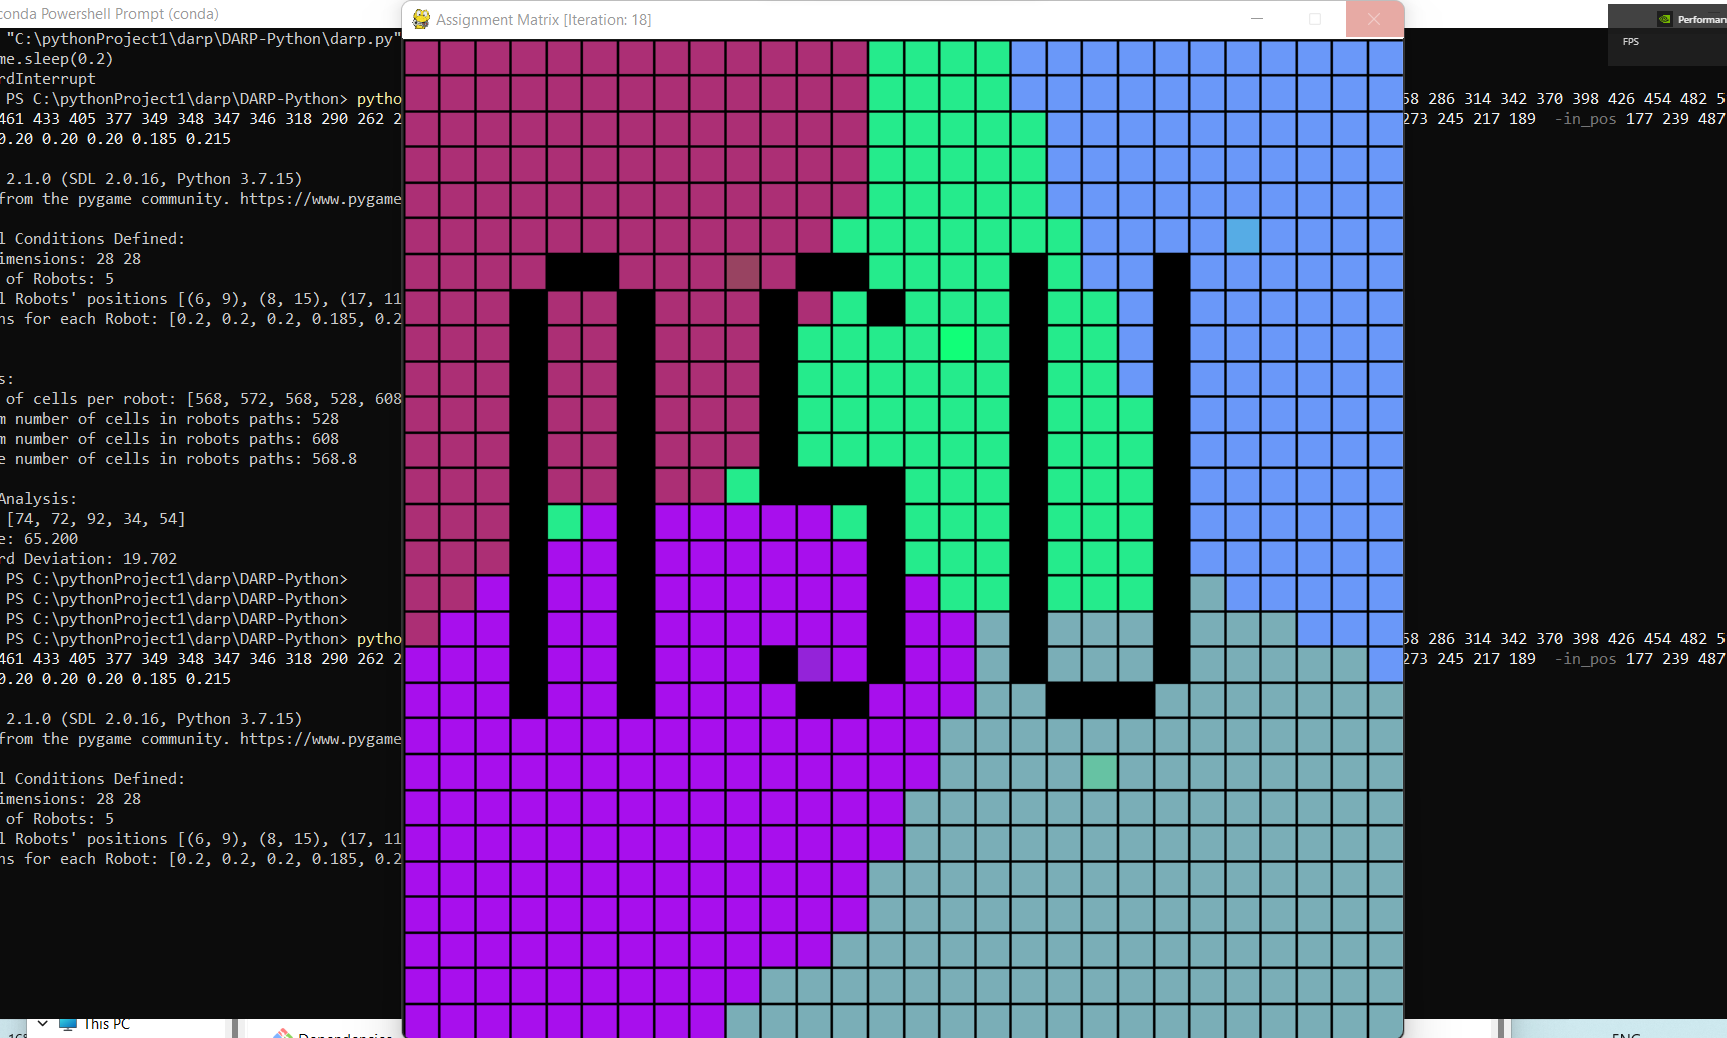 conda Powershell Prompt (conda)
"C:\pythonProject1\darp\DARP-Python\darp.py"
me.sleep(0.2)
rdInterrupt
PS C:\pythonProject1\darp\DARP-Python> pytho
58 286 314 342 370 398 426 454 482 5
461 433 405 377 349 348 347 346 318 290 262 2
273 245 217 189 -in_pos 177 239 487
0.20 0.20 0.20 0.185 0.215
2.1.0 (SDL 2.0.16, Python 3.7.15)
from the pygame community. https://www.pygame
l Conditions Defined:
imensions: 28 28
of Robots: 5
l Robots' positions [(6, 9), (8, 15), (17, 11
ns for each Robot: [0.2, 0.2, 0.2, 0.185, 0.2
s:
of cells per robot: [568, 572, 568, 528, 608
m number of cells in robots paths: 528
m number of cells in robots paths: 608
e number of cells in robots paths: 568.8
Analysis:
[74, 72, 92, 34, 54]
e: 65.200
rd Deviation: 19.702
PS C:\pythonProject1\darp\DARP-Python>
PS C:\pythonProject1\darp\DARP-Python>
PS C:\pythonProject1\darp\DARP-Python>
PS C:\pythonProject1\darp\DARP-Python> pytho
58 286 314 342 370 398 426 454 482 5
461 433 405 377 349 348 347 346 318 290 262 2
273 245 217 189 -in_pos 177 239 487
0.20 0.20 0.20 0.185 0.215
2.1.0 (SDL 2.0.16, Python 3.7.15)
from the pygame community. https://www.pygame
l Conditions Defined:
imensions: 28 28
of Robots: 5
l Robots' positions [(6, 9), (8, 15), (17, 11
ns for each Robot: [0.2, 0.2, 0.2, 0.185, 0.2
Assignment Matrix [Iteration: 18]
Performan
FPS
This PC
Dependencies
ENG